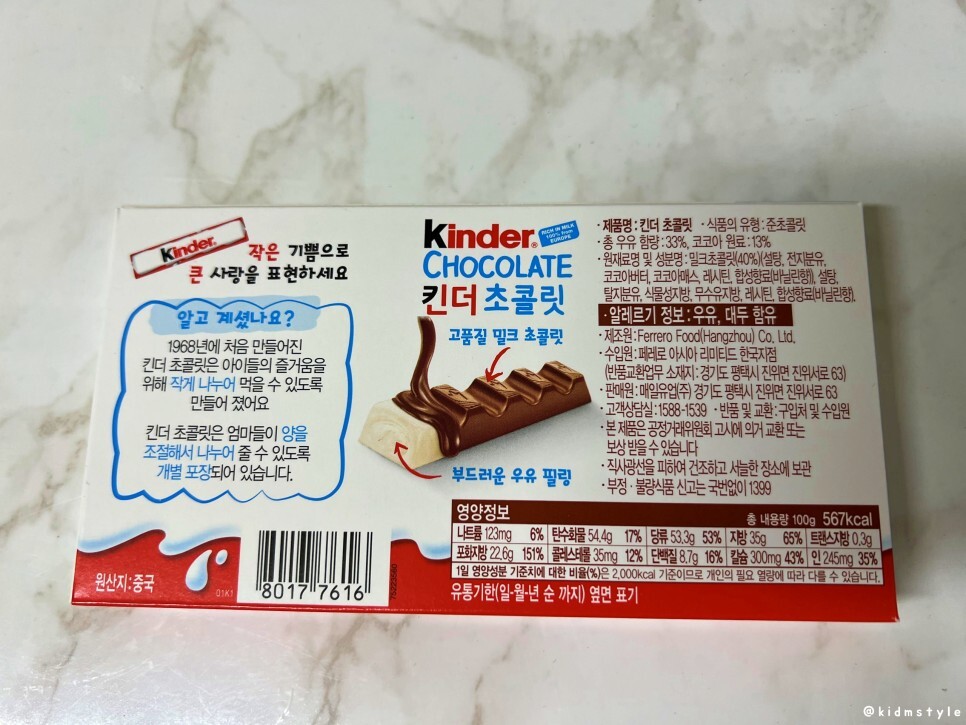 kinder
작은 기쁨으로
큰 사랑을 표현하세요
알고 계셨나요?
1968년에 처음 만들어진
킨더 초콜릿은 아이들의 즐거움을
위해 작게 나누어 먹을 수 있도록
만들어 졌어요
킨더 초콜릿은 엄마들이 양을
조절해서 나누어 줄 수 있도록
개별 포장되어 있습니다.
원산지:중국
01K1
8017 7616
kinder®
RICH IN MILK
100% from
EUROPE
CHOCOLATE
킨더 초콜릿
고품질 밀크 초콜릿
부드러운 우유 필링
·제품명:킨더 초콜릿 ·식품의 유형:준초콜릿
·총 우유 함량:33%, 코코아 원료:13%
·원재료명 및 성분명:밀크초콜릿(40%)(설탕, 전지분유,
코코아버터, 코코아매스, 레시틴, 합성향료(바닐린향)), 설탕,
탈지분유, 식물성지방, 무수유지방, 레시틴, 합성향료(바닐린향).
·알레르기 정보:우유, 대두 함유
·제조원:Ferrero Food(Hangzhou) Co, Ltd.
·수입원:페레로 아시아 리미티드 한국지점
(반품교환업무 소재지:경기도 평택시 진위면 진위서로 63)
·판매원:매일유업(주) 경기도 평택시 진위면 진위서로 63
·고객상담실:1588-1539 ·반품 및 교환:구입처 및 수입원
·본 제품은 공정거래위원회 고시에 의거 교환 또는
보상 받을 수 있습니다
·직사광선을 피하여 건조하고 서늘한 장소에 보관
·부정·불량식품 신고는 국번없이 1399
영양정보 총 내용량 100g 567kcal
나트륨 123mg 6% 탄수화물 54.4g 17% 당류 53.3g 53% 지방 35g 65% 트랜스지방 0.3g
포화지방 22.6g 151% 콜레스테롤 35mg 12% 단백질 8.7g 16% 칼슘 300mg 43% 인 245mg 35%
1일 영양성분 기준치에 대한 비율(%)은 2,000kcal 기준이므로 개인의 필요 열량에 따라 다를 수 있습니다.
유통기한(일-월-년 순 까지) 옆면 표기
@kidmstyle